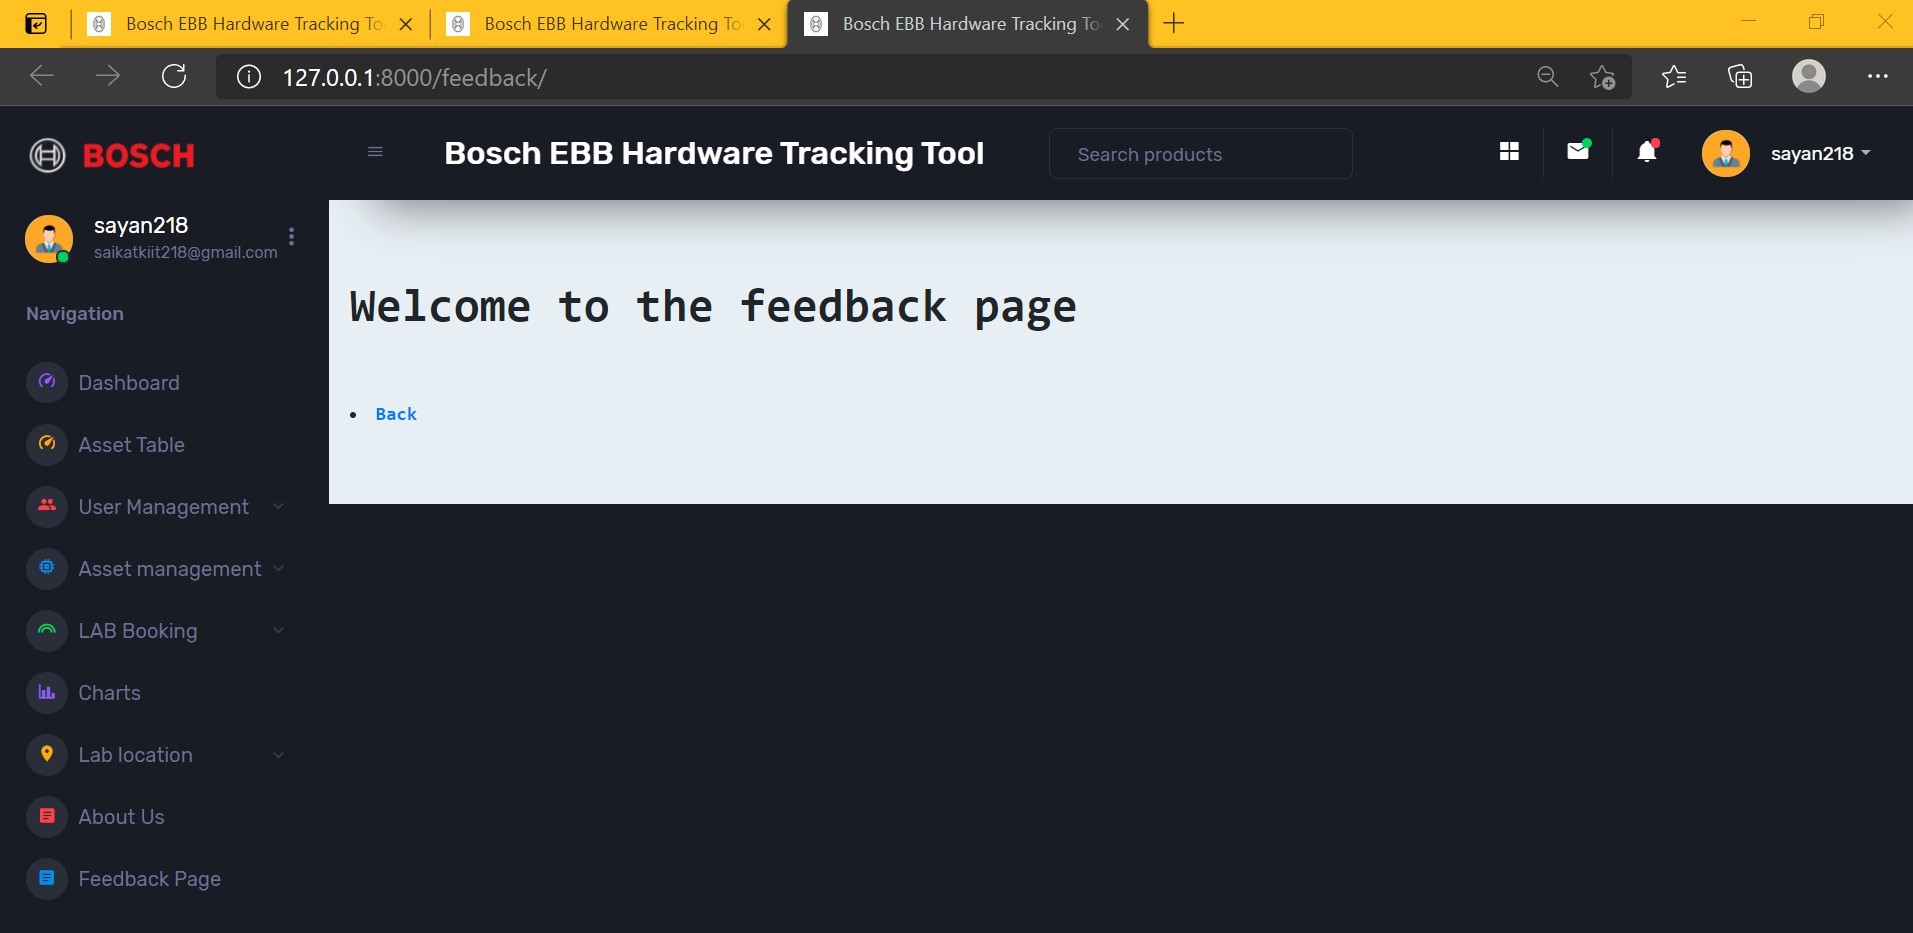 Bosch EBB Hardware Tracking To
Bosch EBB Hardware Tracking To
Bosch EBB Hardware Tracking To
127.0.0.1:8000/feedback/
BOSCH
Bosch EBB Hardware Tracking Tool
Search products
sayan218
sayan218
saikatkiit218@gmail.com
Navigation
Dashboard
Asset Table
User Management
Asset management
LAB Booking
Charts
Lab location
About Us
Feedback Page
Welcome to the feedback page
• Back